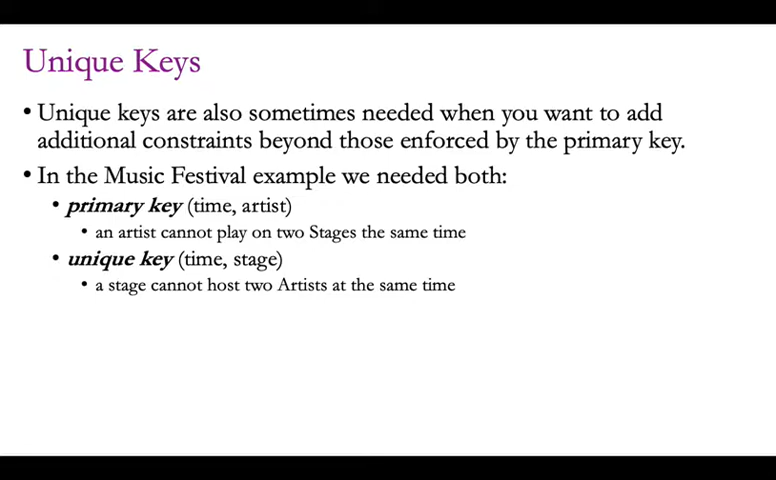 Unique Keys
• Unique keys are also sometimes needed when you want to add
additional constraints beyond those enforced by the primary key.
• In the Music Festival example we needed both:
• primary key (time, artist)
• an artist cannot play on two Stages the same time
• unique key (time, stage)
• a stage cannot host two Artists at the same time